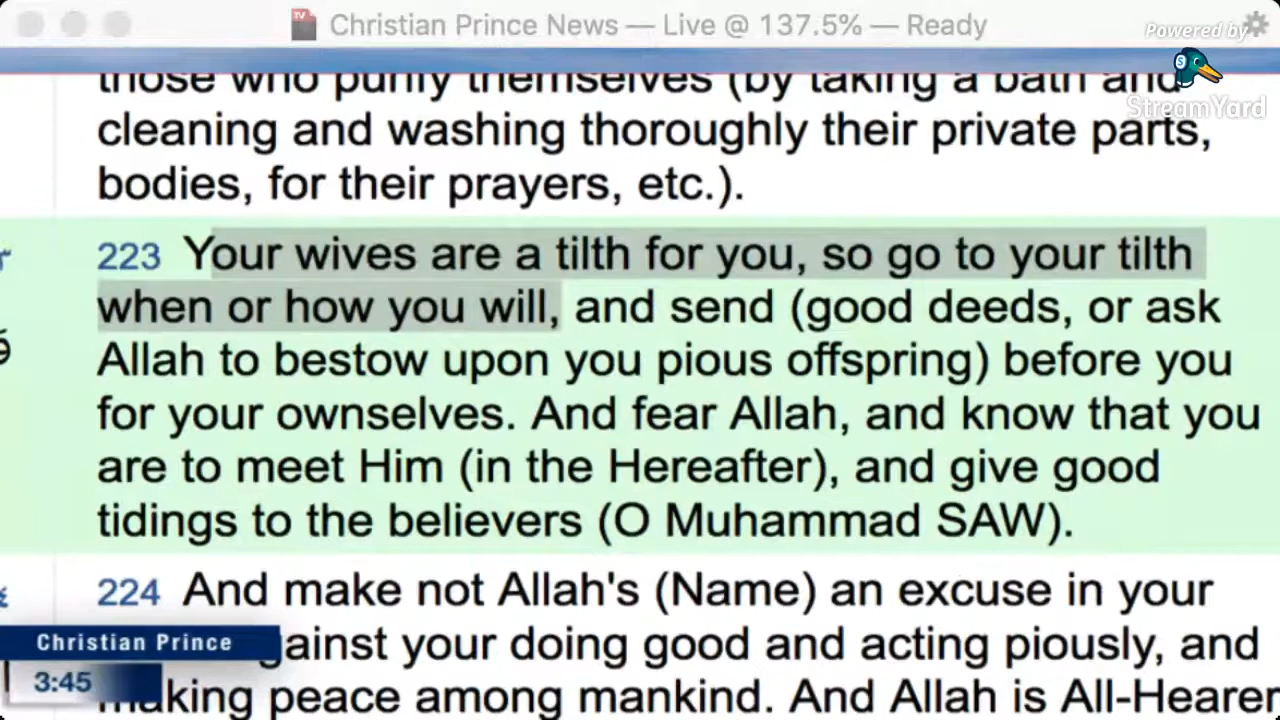 Christian Prince News — Live @ 137.5% — Ready
Powered by
StreamYard
those who purify themselves (by taking a bath and
cleaning and washing thoroughly their private parts,
bodies, for their prayers, etc.).
223 Your wives are a tilth for you, so go to your tilth
when or how you will, and send (good deeds, or ask
Allah to bestow upon you pious offspring) before you
for your ownselves. And fear Allah, and know that you
are to meet Him (in the Hereafter), and give good
tidings to the believers (O Muhammad SAW).
224 And make not Allah's (Name) an excuse in your
against your doing good and acting piously, and
making peace among mankind. And Allah is All-Hearer
Christian Prince
3:45